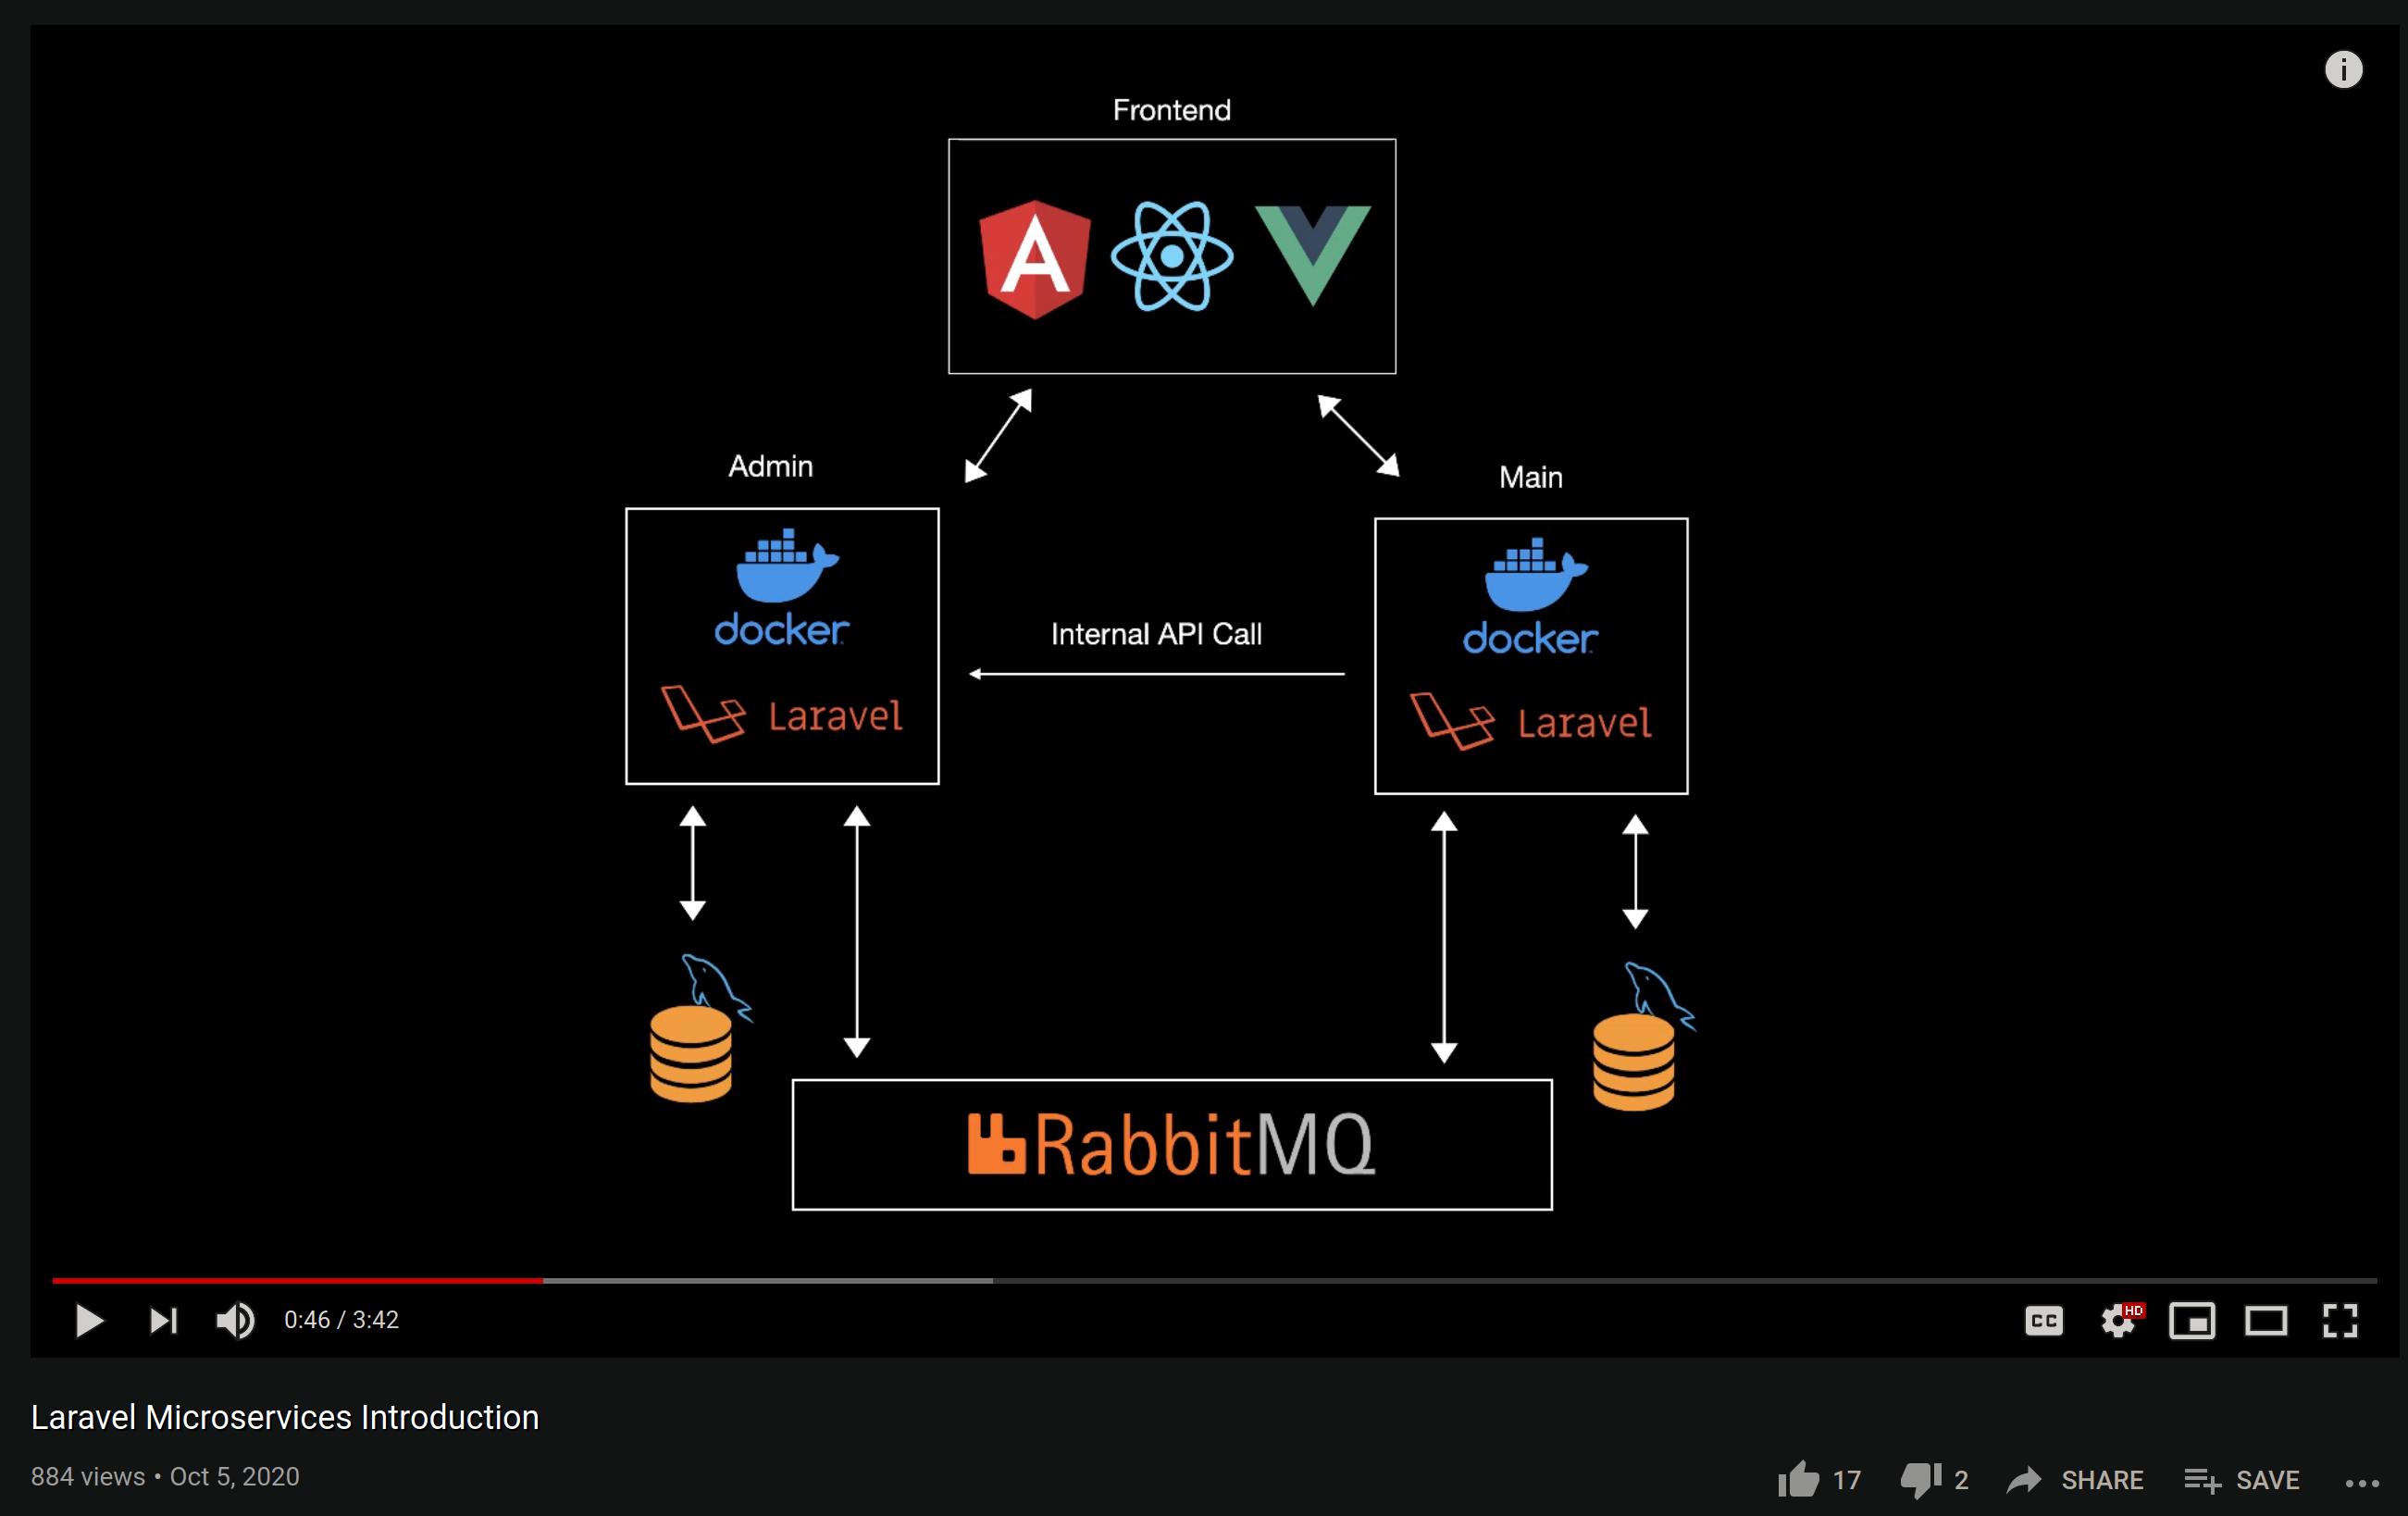 Frontend
Admin
Main
docker
docker
Internal API Call
Laravel
Laravel
RabbitMQ
0:46 / 3:42
CC
HD
Laravel Microservices Introduction
884 views • Oct 5, 2020
17
2
SHARE
SAVE